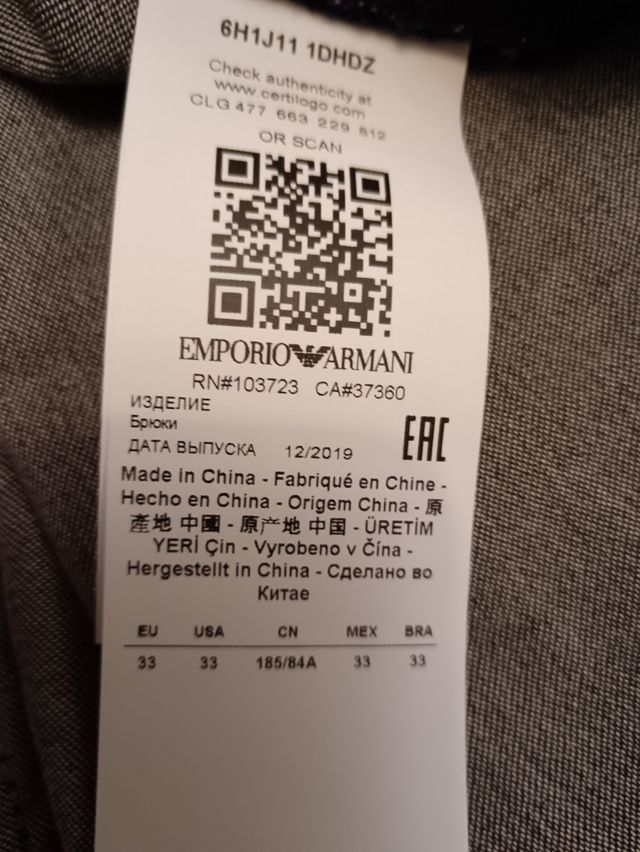 6H1J11 1DHDZ
Check authenticity at
www.certilogo.com
CLG 477 663 229 812
OR SCAN
EMPORIO ARMANI
RN#103723 CA#37360
ИЗДЕЛИЕ
Брюки
ДАТА ВЫПУСКА 12/2019
EAC
Made in China - Fabriqué en Chine -
Hecho en China - Origem China - 原
產地 中國 - 原产地 中国 - ÜRETİM
YERİ Çin - Vyrobeno v Čína -
Hergestellt in China - Сделано во
Китае
EU USA CN MEX BRA
33 33 185/84A 33 33